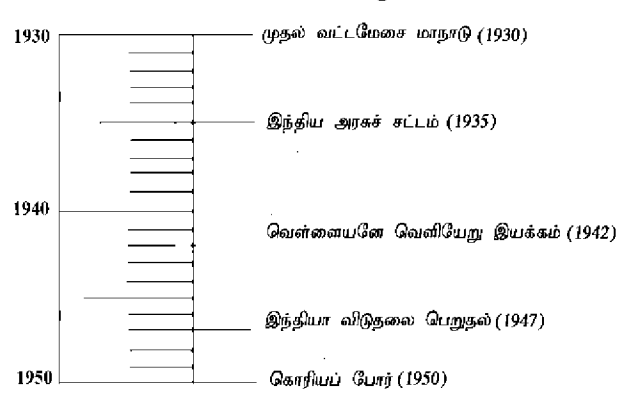 1930 முதல் வட்டமேசை மாநாடு (1930)
இந்திய அரசுச் சட்டம் (1935)
1940
வெள்ளையனே வெளியேறு இயக்கம் (1942)
இந்தியா விடுதலை பெறுதல் (1947)
1950 கொரியப் போர் (1950)